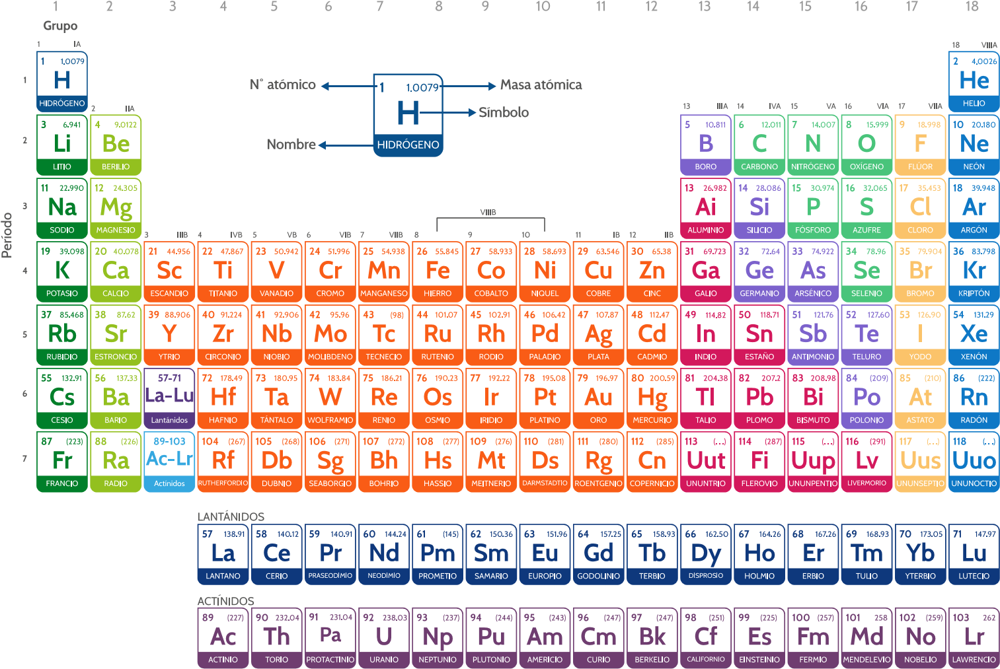 1 2 3 4 5 6 7 8 9 10 11 12 13 14 15 16 17 18
Grupo
1 IA 18 VIIIA
1 1.0079 2 4.0026
H He
HIDRÓGENO HELIO
1
N° atómico 1 1.0079 Masa atómica
H Símbolo
Nombre HIDRÓGENO
2 IIA 13 IIIA 14 IVA 15 VA 16 VIA 17 VIIA
3 6.941 4 9.0122 5 10.811 6 12.011 7 14.007 8 15.999 9 18.998 10 20.180
2 Li Be B C N O F Ne
LITIO BERILIO BORO CARBONO NITRÓGENO OXÍGENO FLÚOR NEÓN
11 22.990 12 24.305 13 26.982 14 28.086 15 30.974 16 32.065 17 35.453 18 39.948
3 Na Mg Ai Si P S Cl Ar
SODIO MAGNESIO ALUMINIO SILICIO FÓSFORO AZUFRE CLORO ARGÓN
Período
VIIIB
3 IIIB 4 IVB 5 VB 6 VIB 7 VIIB 8 9 10 11 IB 12 IIB
19 39.098 20 40.078 21 44.956 22 47.867 23 50.942 24 51.996 25 54.938 26 55.845 27 58.933 28 58.693 29 63.546 30 65.38 31 69.723 32 72.64 33 74.922 34 78.96 35 79.904 36 83.798
4 K Ca Sc Ti V Cr Mn Fe Co Ni Cu Zn Ga Ge As Se Br Kr
POTASIO CALCIO ESCANDIO TITANIO VANADIO CROMO MANGANESO HIERRO COBALTO NIQUEL COBRE CINC GALIO GERMANIO ARSÉNICO SELENIO BROMO KRIPTÓN
37 85.468 38 87.62 39 88.906 40 91.224 41 92.906 42 95.96 43 (98) 44 101.07 45 102.91 46 106.42 47 107.87 48 112.47 49 114.82 50 118.71 51 121.76 52 127.60 53 126.90 54 131.29
5 Rb Sr Y Zr Nb Mo Tc Ru Rh Pd Ag Cd In Sn Sb Te I Xe
RUBIDIO ESTRONCIO YTRIO CIRCONIO NIOBIO MOLIBDENO TECNECIO RUTENIO RODIO PALADIO PLATA CADMIO INDIO ESTAÑO ANTIMONIO TELURO YODO XENÓN
55 132.91 56 137.33 57-71 72 178.49 73 180.95 74 183.84 75 186.21 76 190.23 77 192.22 78 195.08 79 196.97 80 200.59 81 204.38 82 207.2 83 208.98 84 (209) 85 (210) 86 (222)
6 Cs Ba La-Lu Hf Ta W Re Os Ir Pt Au Hg Tl Pb Bi Po At Rn
CESIO BARIO Lantánidos HAFNIO TÁNTALO WOLFRAMIO RENIO OSMIO IRIDIO PLATINO ORO MERCURIO TALIO PLOMO BISMUTO POLONIO ASTATO RADÓN
87 (223) 88 (226) 89-103 104 (267) 105 (268) 106 (271) 107 (272) 108 (277) 109 (276) 110 (281) 111 (280) 112 (285) 113 (...) 114 (287) 115 (...) 116 (291) 117 (...) 118 (...)
7 Fr Ra Ac-Lr Rf Db Sg Bh Hs Mt Ds Rg Cn Uut Fi Uup Lv Uus Uuo
FRANCIO RADIO Actínidos RUTHERFORDIO DUBNIO SEABORGIO BOHRIO HASSIO MEITNERIO DARMSTADTIO ROENTGENIO COPERNICIO UNUNTRIO FLEROVIO UNUNPENTIO LIVERMORIO UNUNSEPTIO UNUNOCTIO
LANTÁNIDOS
57 138.91 58 140.12 59 140.91 60 144.24 61 (145) 62 150.36 63 151.96 64 157.25 65 158.93 66 162.50 67 164.26 68 167.26 69 168.93 70 173.05 71 147.97
La Ce Pr Nd Pm Sm Eu Gd Tb Dy Ho Er Tm Yb Lu
LANTANO CERIO PRASEODÍMIO NEODÍMIO PROMETIO SAMARIO EUROPIO GODOLINIO TERBIO DÍSPROSÍO HOLMIO ERBIO TULIO YTERBIO LUTECIO
ACTÍNIDOS
89 (227) 90 232.04 91 231.04 92 238.03 93 (237) 94 (244) 95 (243) 96 (247) 97 (247) 98 (251) 99 (225) 100 (257) 101 258 102 (259) 103 262
Ac Th Pa U Np Pu Am Cm Bk Cf Es Fm Md No Lr
ACTINIO TORIO PROTACTINIO URANIO NEPTUNIO PLUTONIO AMERICIO CURIO BERKELIO CALIFORNIO EINSTEINIO FERMIO MENDELEVIO NOBELIO LAWRENCIO